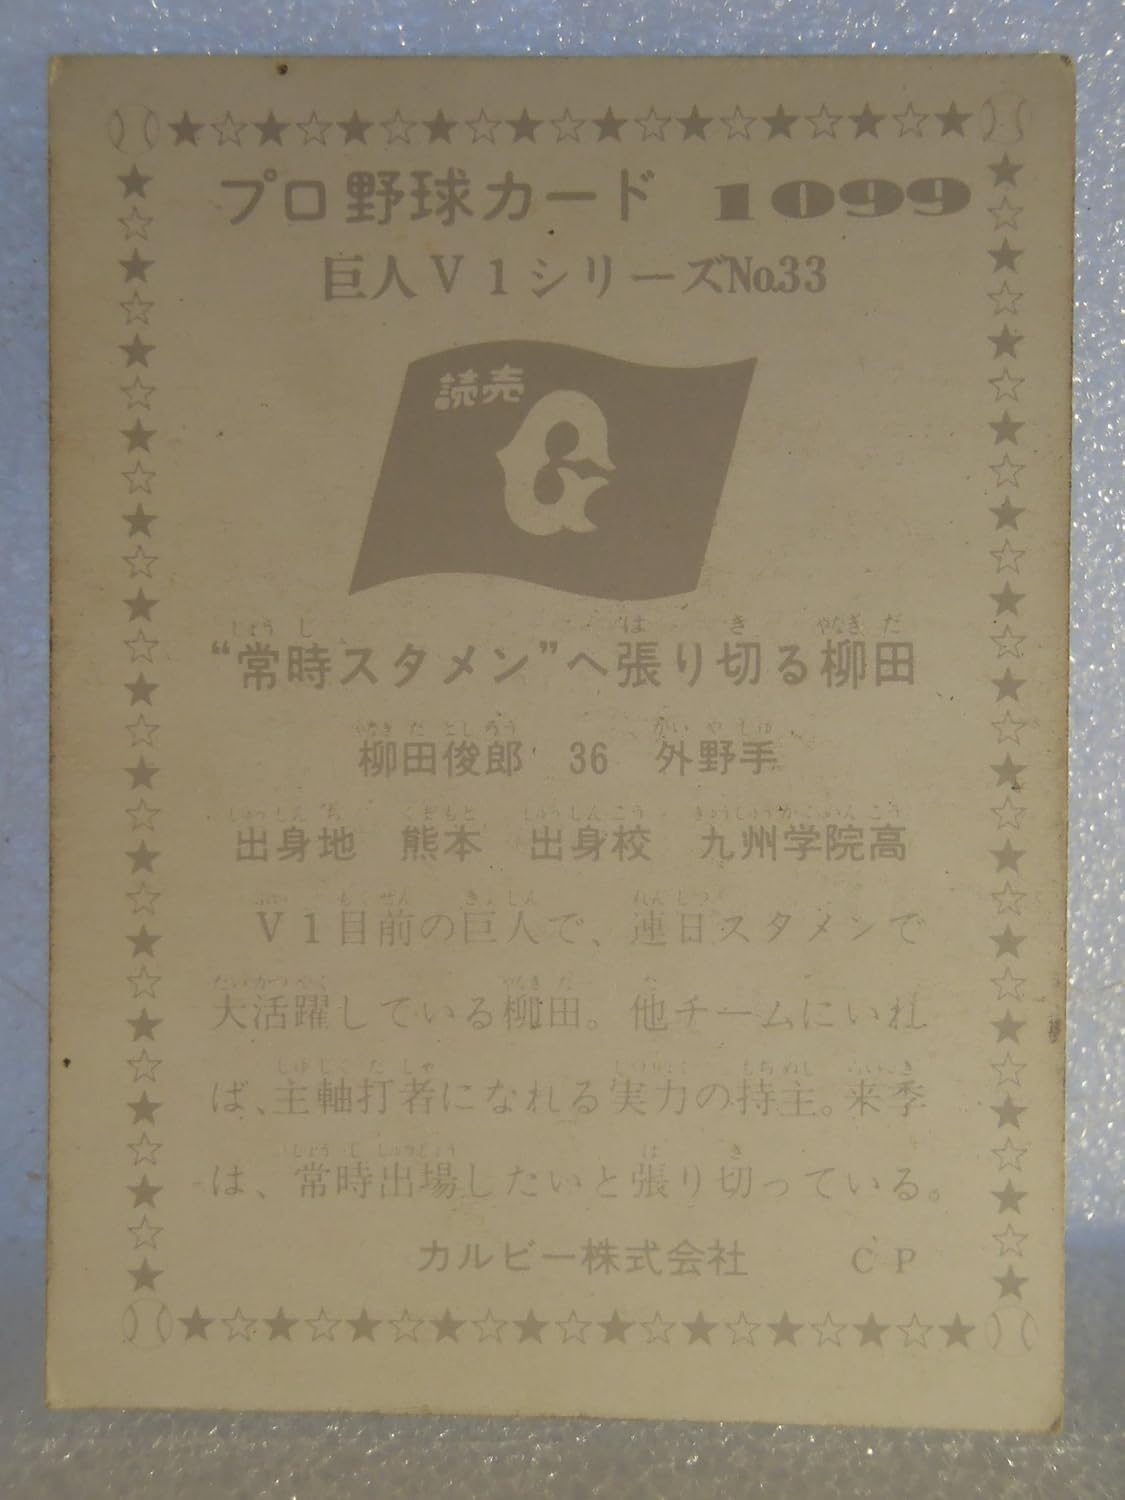 プロ野球カード 1099
巨人V1シリーズNo.33
読売
G
“常時スタメン”へ張り切る柳田
柳田俊郎 36 外野手
出身地 熊本 出身校 九州学院高
V1目前の巨人で、連日スタメンで
大活躍している柳田。他チームにいれ
ば、主軸打者になれる実力の持主。来季
は、常時出場したいと張り切っている。
カルビー株式会社 CP